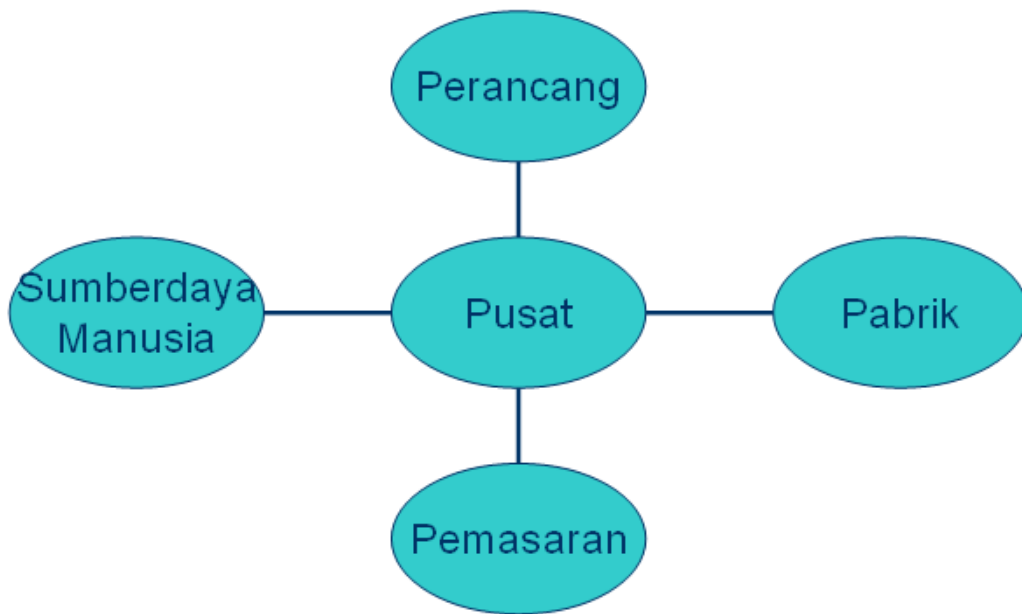 Perancang
Sumberdaya
Manusia
Pusat
Pabrik
Pemasaran